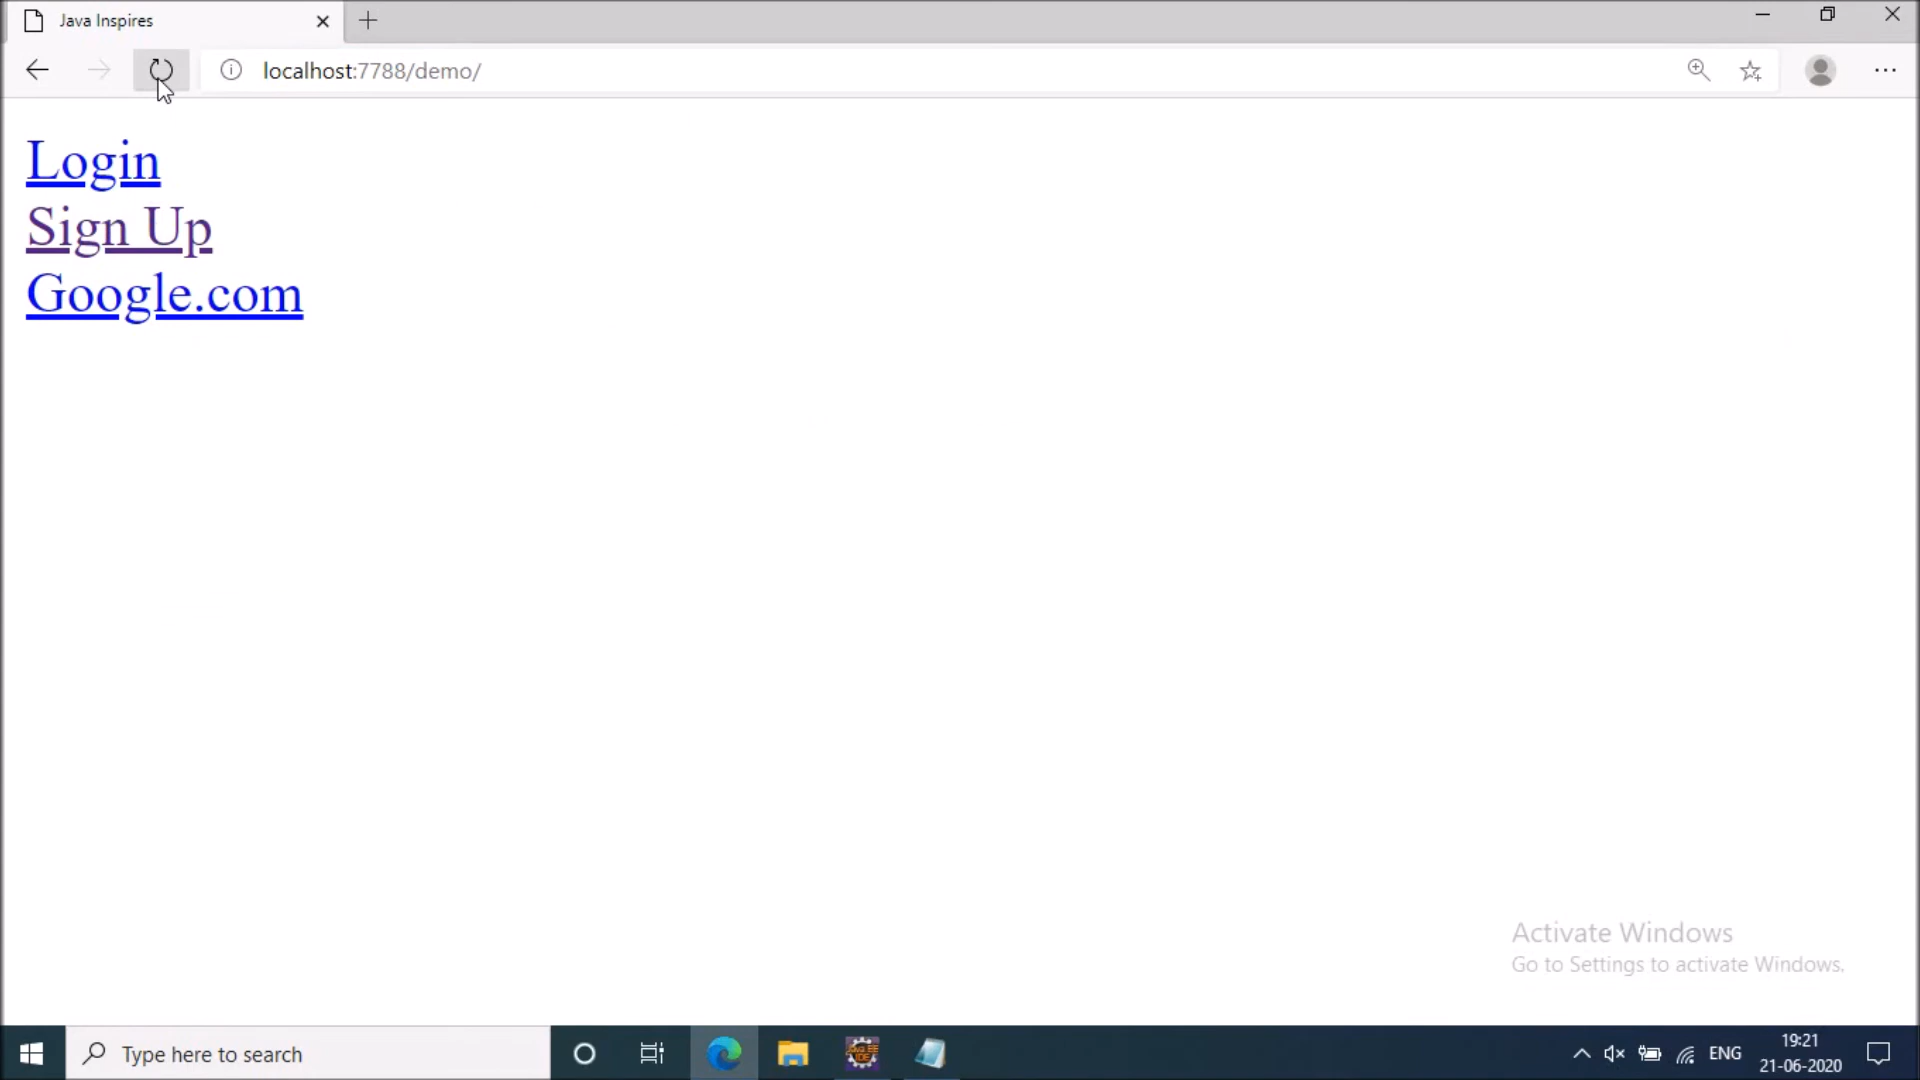 Java Inspires
localhost:7788/demo/
Login
Sign Up
Google.com
Activate Windows
Go to Settings to activate Windows.
Type here to search
ENG
19:21
21-06-2020